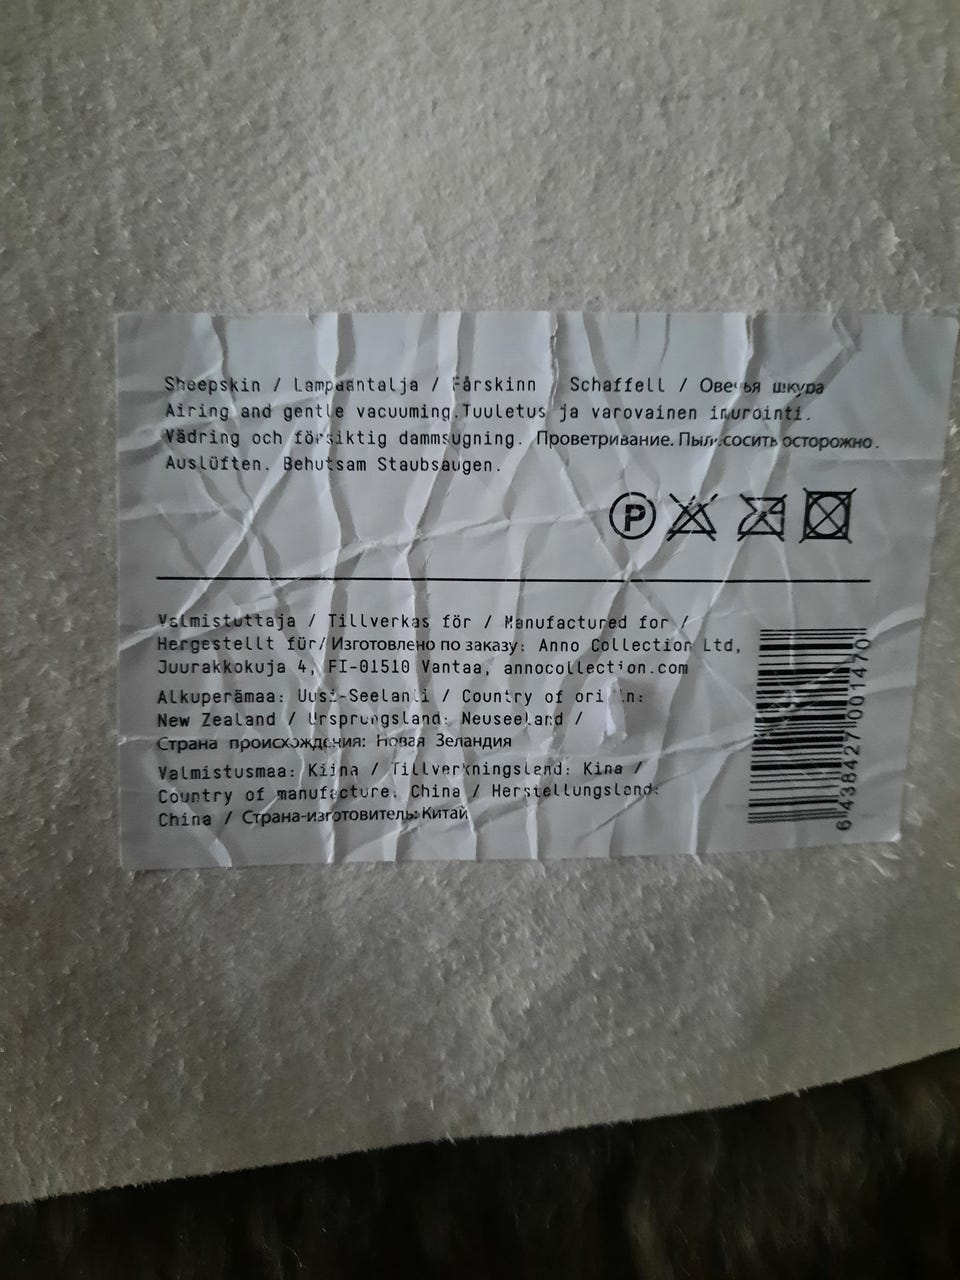 Sheepskin / Lampaantalja / Fårskinn / Schaffell / Овечья шкура
Airing and gentle vacuuming.Tuuletus ja varovainen imurointi.
Vädring och försiktig dammsugning. Проветривание. Пылесосить осторожно.
Auslüften. Behutsam Staubsaugen.
P
Valmistuttaja / Tillverkas för / Manufactured for /
Hergestellt für/ Изготовлено по заказу: Anno Collection Ltd,
Juurakkokuja 4, FI-01510 Vantaa, annocollection.com
Alkuperämaa: Uusi-Seelanti / Country of origin:
New Zealand / Ursprungsland: Neuseeland /
Страна происхождения: Новая Зеландия
Valmistusmaa: Kiina / Tillverkningsland: Kina /
Country of manufacture: China / Herstellungsland:
China / Страна-изготовитель: Китай
6 438427 001470